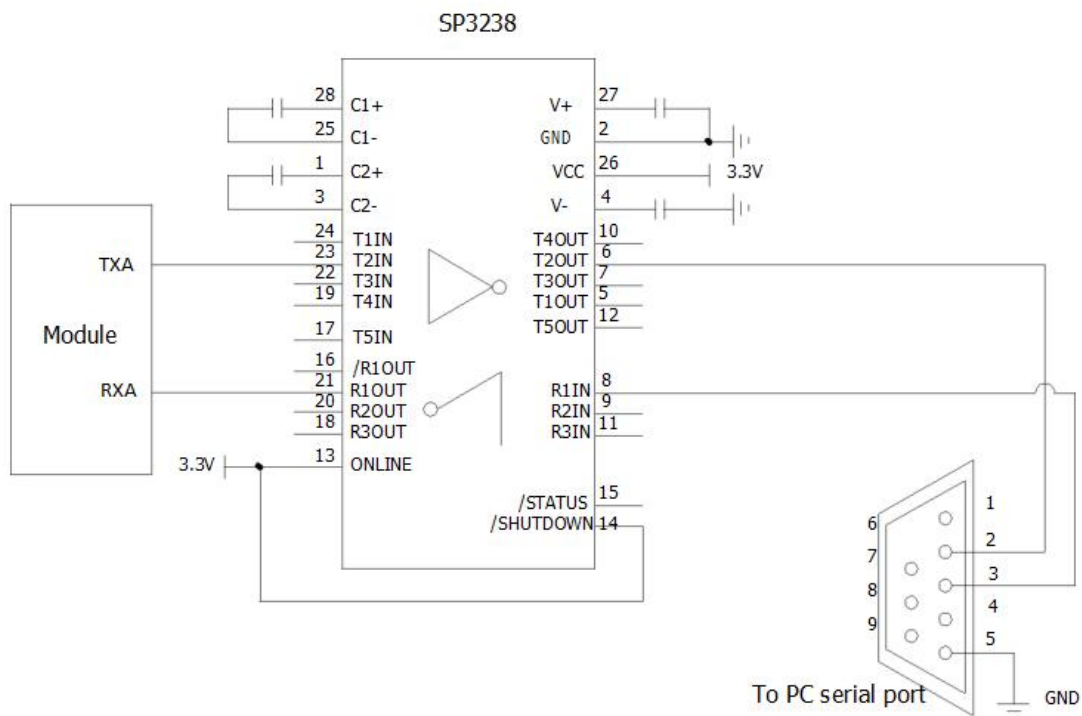 SP3238
28 C1+ V+ 27
25 C1- GND 2
1 C2+ VCC 26 3.3V
3 C2- V- 4
24 T1IN T4OUT 10
TXA 23 T2IN T2OUT 6
22 T3IN T3OUT 7
19 T4IN T1OUT 5
T5OUT 12
17 T5IN
Module
16 /R1OUT
RXA 21 R1OUT R1IN 8
20 R2OUT R2IN 9
18 R3OUT R3IN 11
3.3V 13 ONLINE
/STATUS 15
/SHUTDOWN 14
1
6
2
7
3
8
4
9
5
To PC serial port GND